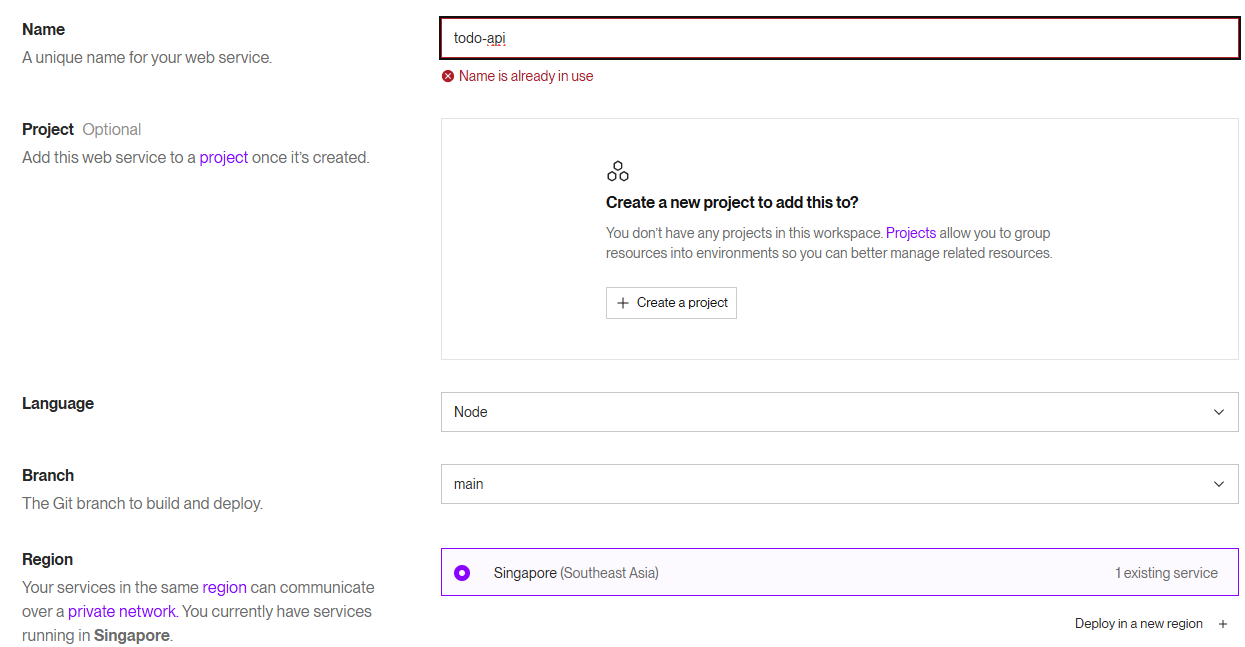 Name
A unique name for your web service.
todo-api
Name is already in use
Project Optional
Add this web service to a project once it's created.
Create a new project to add this to?
You don't have any projects in this workspace. Projects allow you to group
resources into environments so you can better manage related resources.
Create a project
Language
Node
Branch
The Git branch to build and deploy.
main
Region
Your services in the same region can communicate
over a private network. You currently have services
running in Singapore.
Singapore (Southeast Asia)
1 existing service
Deploy in a new region +